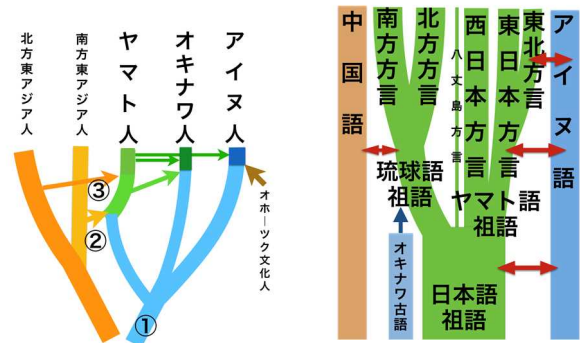 北方東アジア人
南方東アジア人
ヤマト人
オキナワ人
アイヌ人
③
②
①
オホーツク文化人
中国語
南方方言
北方方言
八丈島方言
西日本方言
東日本方言
東北方言
アイヌ語
琉球語
祖語
ヤマト語
祖語
オキナワ古語
日本語
祖語